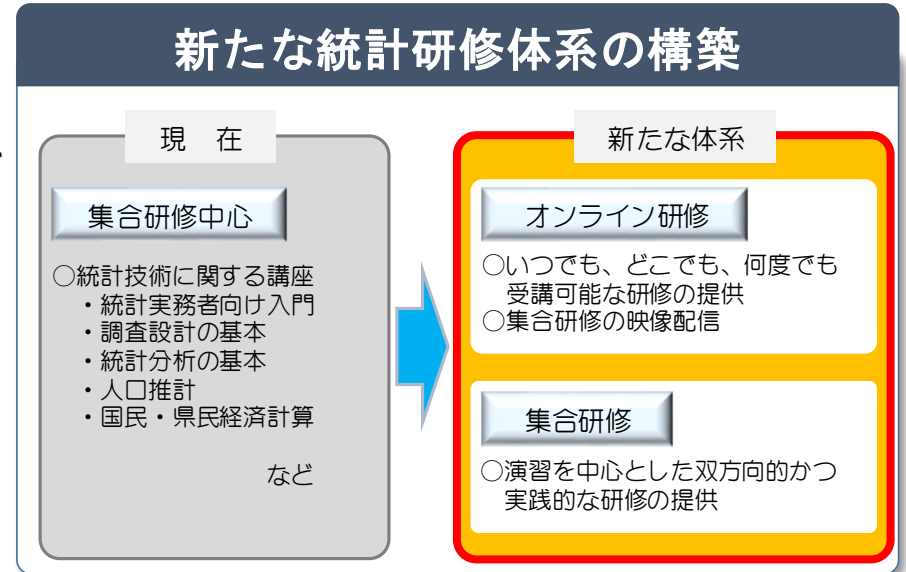 新たな統計研修体系の構築
現　在
集合研修中心
○統計技術に関する講座
・統計実務者向け入門
・調査設計の基本
・統計分析の基本
・人口推計
・国民・県民経済計算
など
新たな体系
オンライン研修
○いつでも、どこでも、何度でも
受講可能な研修の提供
○集合研修の映像配信
集合研修
○演習を中心とした双方向的かつ
実践的な研修の提供